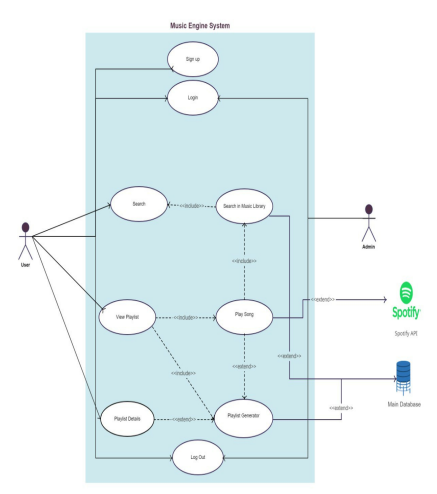 Music Engine System
Sign up
Login
Search
<<Include>>
Search in Music Library
User
Admin
<<include>>
<<extend>>
Spotify
Spotify API
View Playlist
<<Include>>
Play Song
<<extend>>
<<include>>
<<extend>>
Main Database
<<extend>>
Playlist Details
<<extend>>
Playlist Generator
Log Out